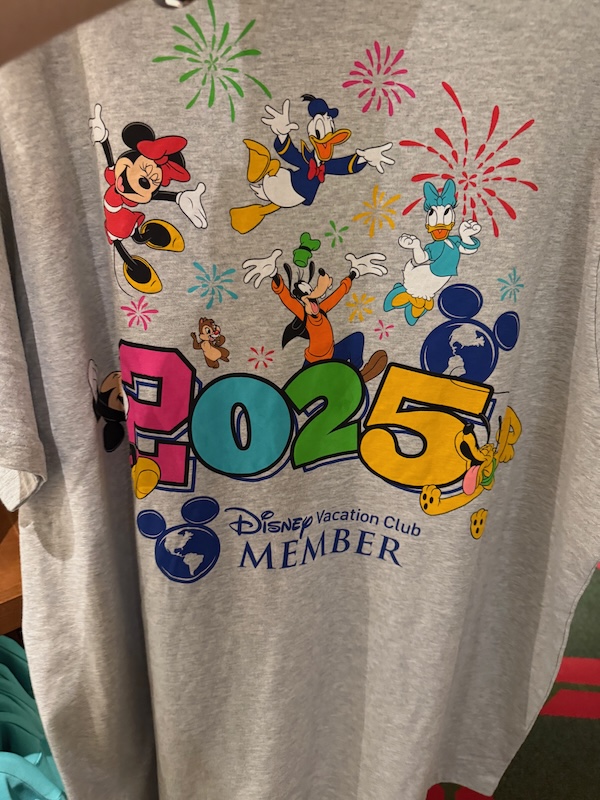 2025
Disney Vacation Club
MEMBER